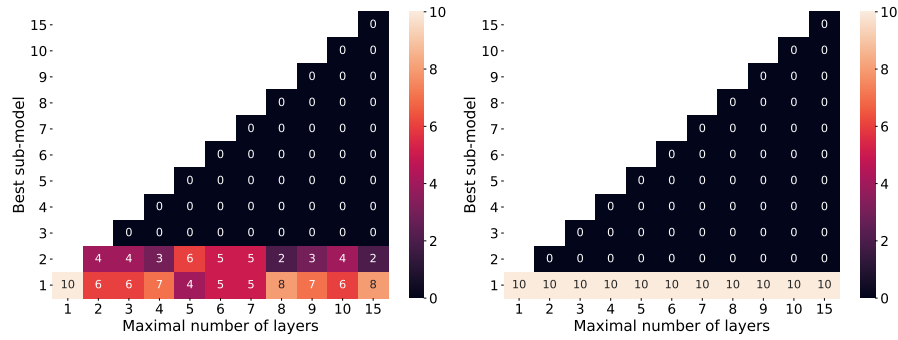 Best sub-model
15 0
10 0 0
9 0 0 0
8 0 0 0 0
7 0 0 0 0 0
6 0 0 0 0 0 0
5 0 0 0 0 0 0 0
4 0 0 0 0 0 0 0 0
3 0 0 0 0 0 0 0 0 0
2 4 4 3 6 5 5 2 3 4 2
1 10 6 6 7 4 5 5 8 7 6 8
1 2 3 4 5 6 7 8 9 10 15
Maximal number of layers
10
8
6
4
2
0
Best sub-model
15 0
10 0 0
9 0 0 0
8 0 0 0 0
7 0 0 0 0 0
6 0 0 0 0 0 0
5 0 0 0 0 0 0 0
4 0 0 0 0 0 0 0 0
3 0 0 0 0 0 0 0 0 0
2 0 0 0 0 0 0 0 0 0 0
1 10 10 10 10 10 10 10 10 10 10 10
1 2 3 4 5 6 7 8 9 10 15
Maximal number of layers
10
8
6
4
2
0